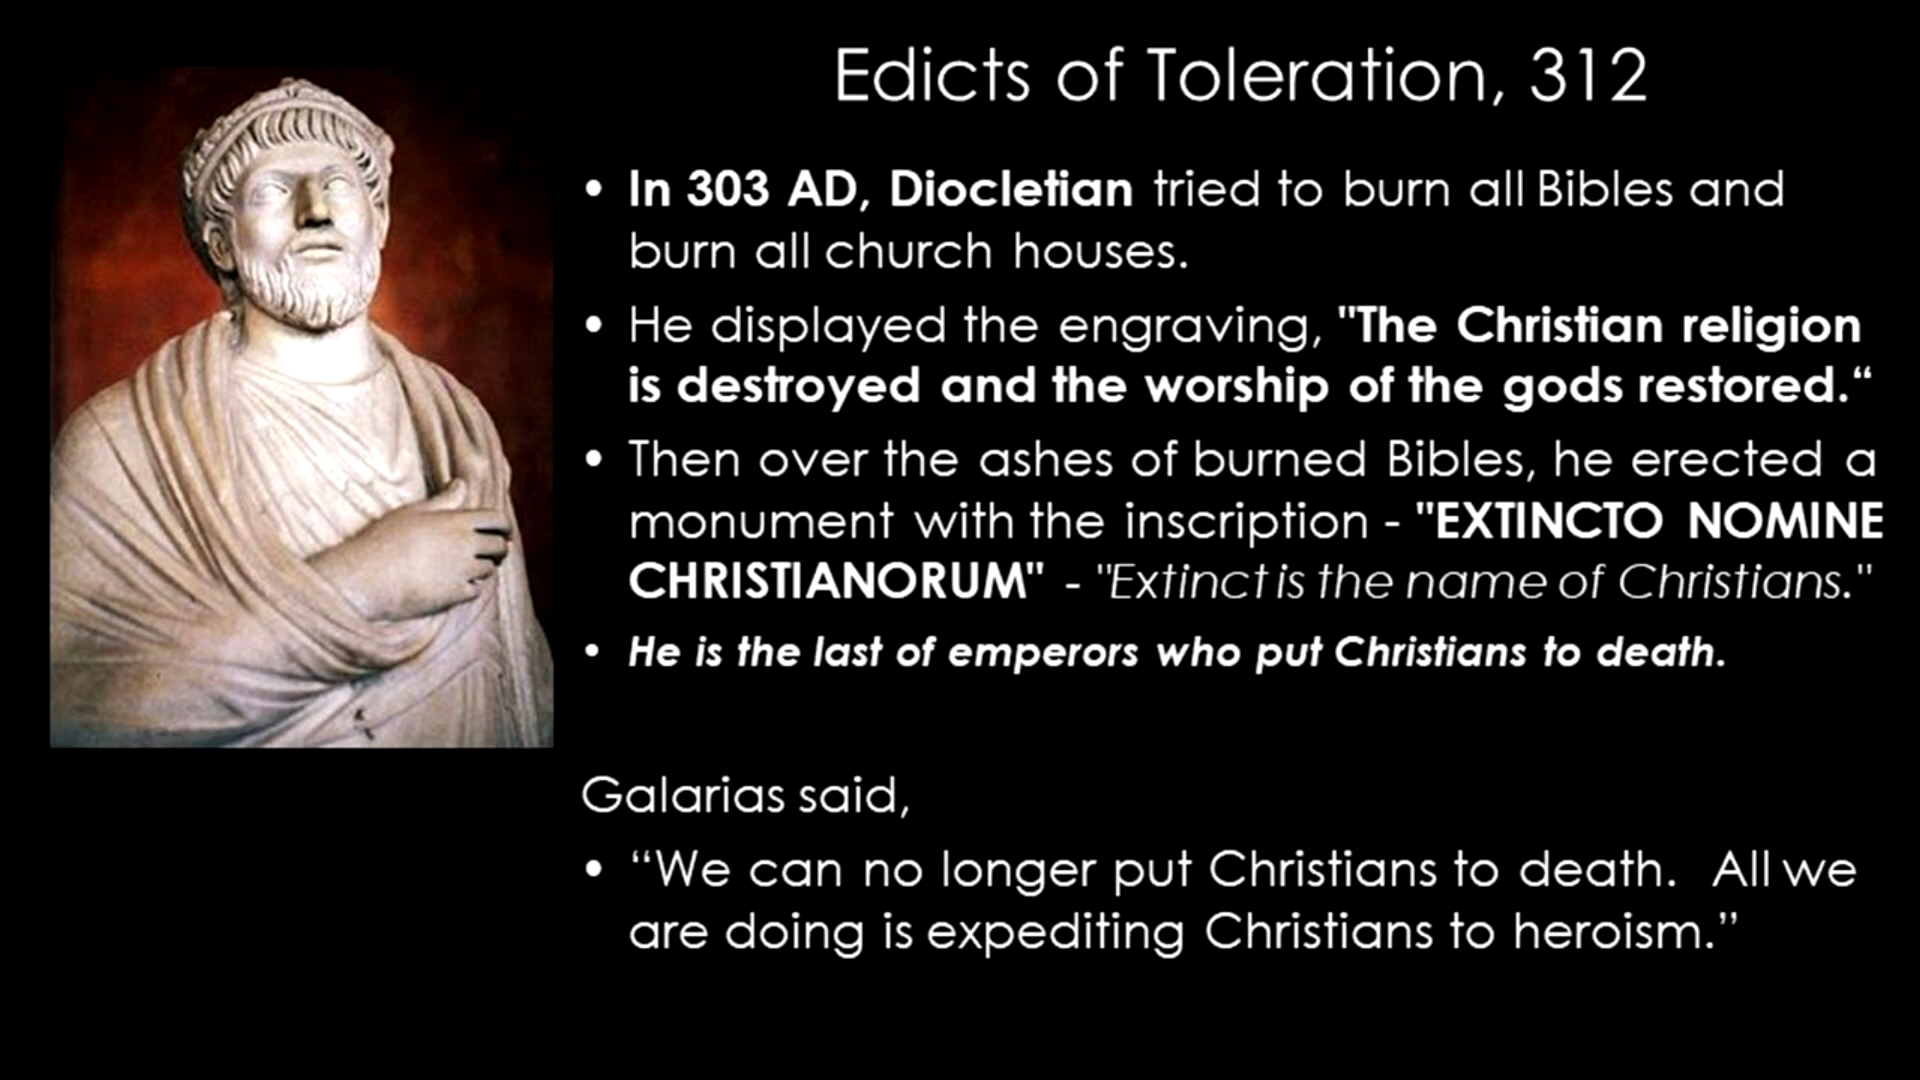 Edicts of Toleration, 312
• In 303 AD, Diocletian tried to burn all Bibles and
burn all church houses.
• He displayed the engraving, "The Christian religion
is destroyed and the worship of the gods restored.“
• Then over the ashes of burned Bibles, he erected a
monument with the inscription - "EXTINCTO NOMINE
CHRISTIANORUM" - "Extinct is the name of Christians."
• He is the last of emperors who put Christians to death.
Galarias said,
• “We can no longer put Christians to death. All we
are doing is expediting Christians to heroism.”